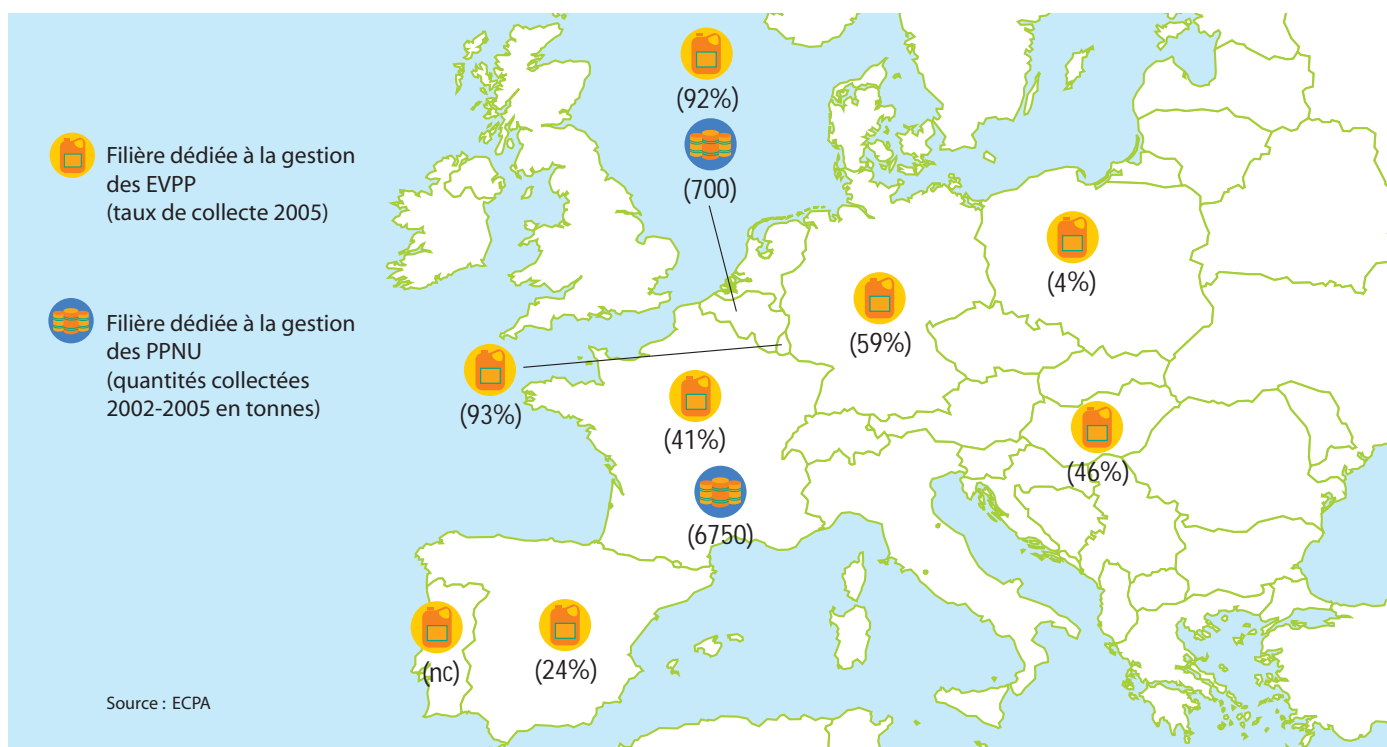 Filière dédiée à la gestion
des EVPP
(taux de collecte 2005)
Filière dédiée à la gestion
des PPNU
(quantités collectées
2002-2005 en tonnes)
(92%)
(700)
(4%)
(59%)
(93%)
(41%)
(46%)
(6750)
(nc)
(24%)
Source : ECPA